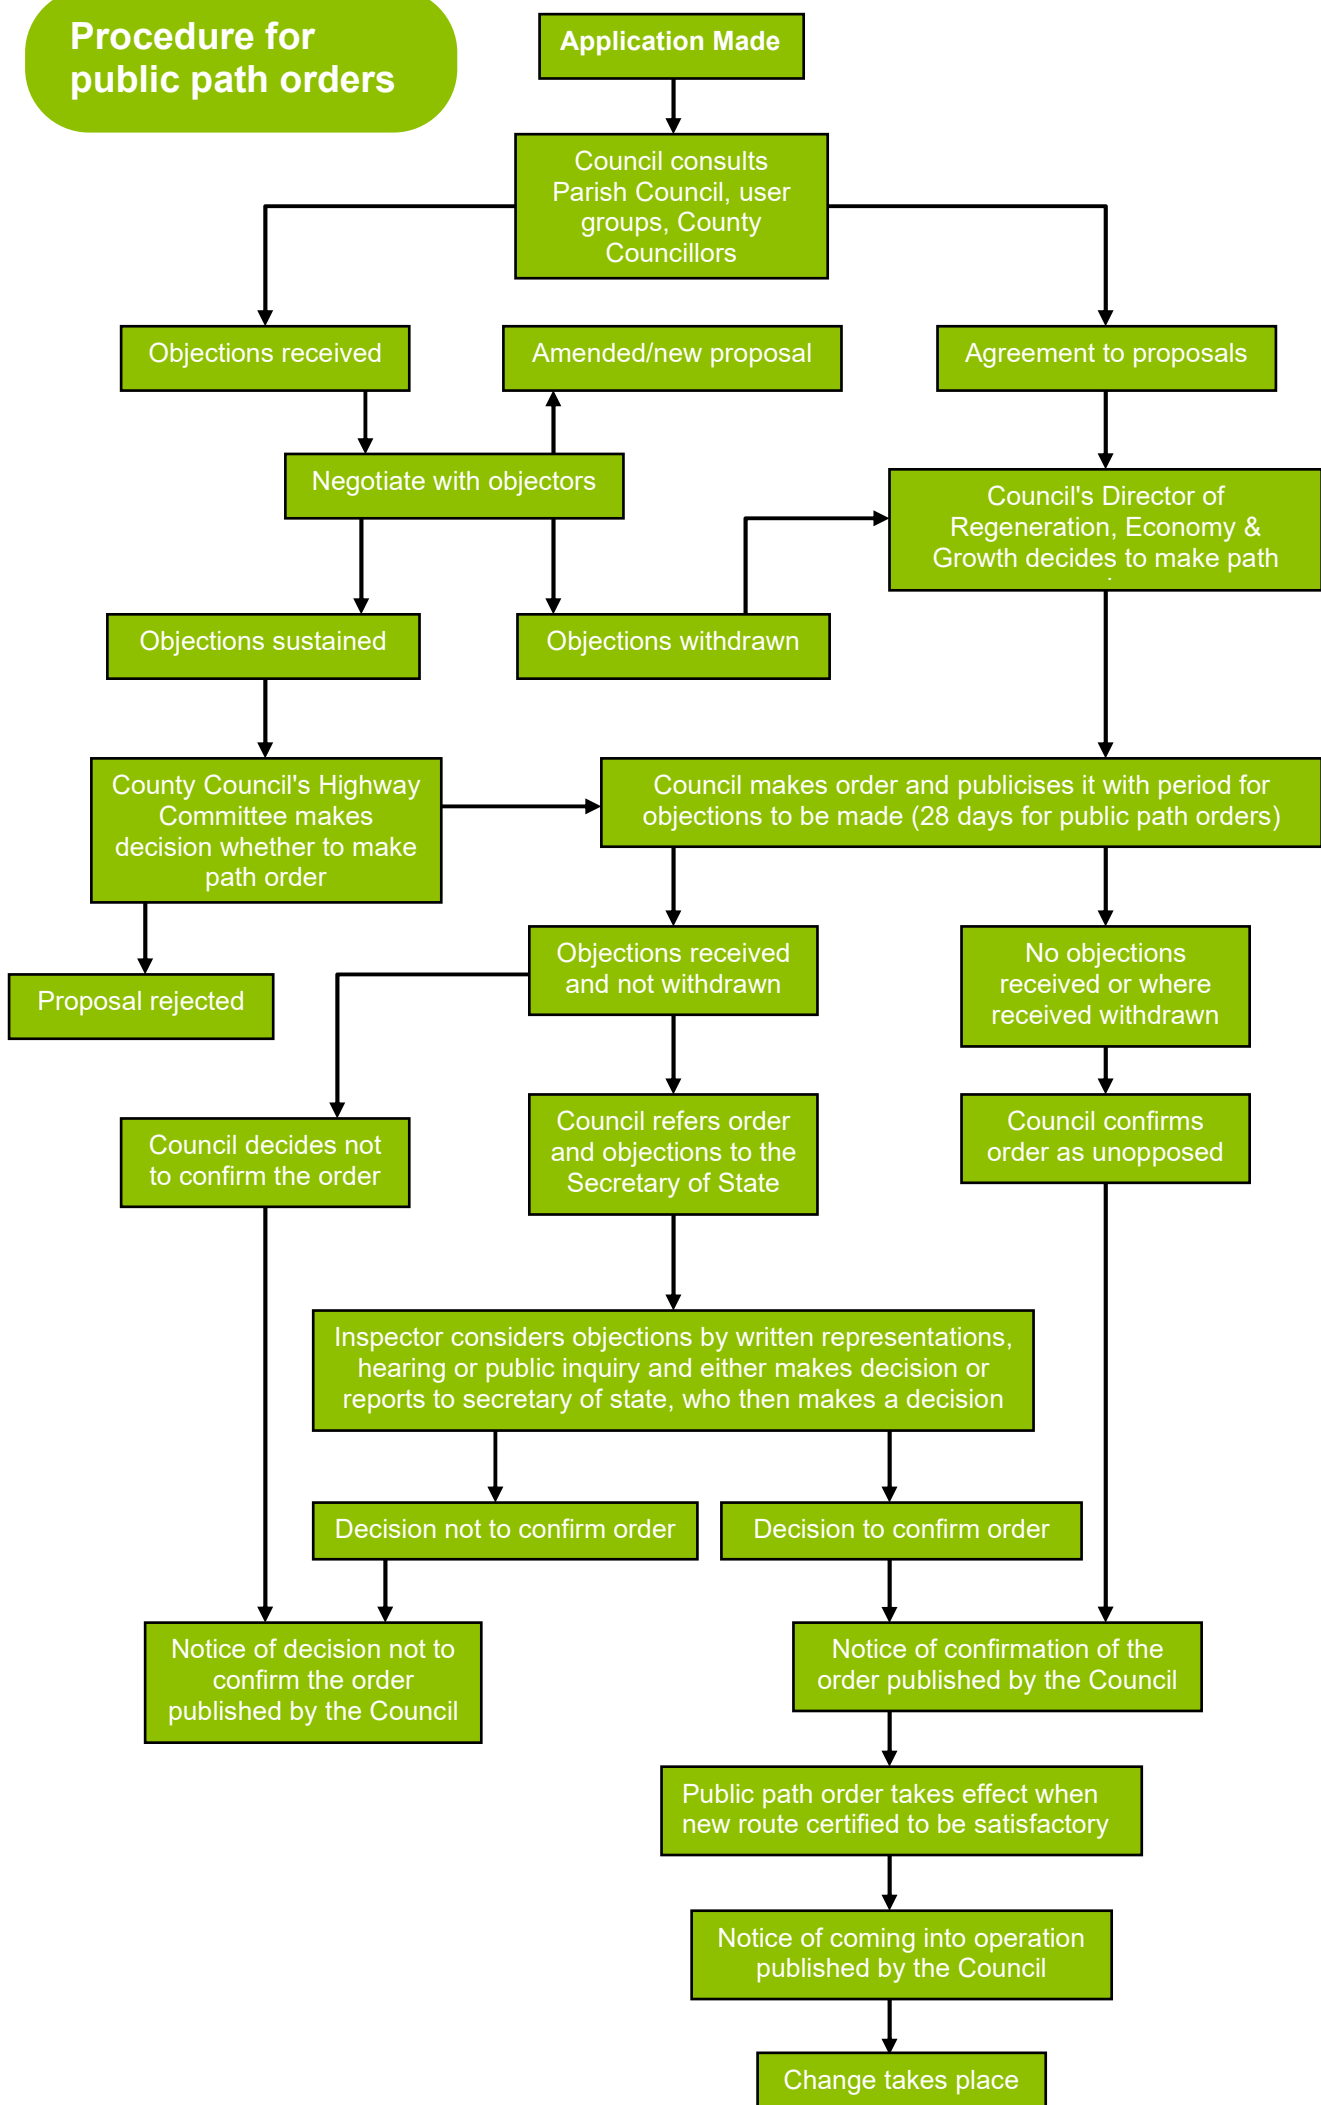 Procedure for
public path orders
Application Made
Council consults
Parish Council, user
groups, County
Councillors
Objections received
Amended/new proposal
Agreement to proposals
Negotiate with objectors
Council's Director of
Regeneration, Economy &
Growth decides to make path
Objections sustained
Objections withdrawn
County Council's Highway
Committee makes
decision whether to make
path order
Council makes order and publicises it with period for
objections to be made (28 days for public path orders)
Objections received
and not withdrawn
No objections
received or where
received withdrawn
Proposal rejected
Council decides not
to confirm the order
Council refers order
and objections to the
Secretary of State
Council confirms
order as unopposed
Inspector considers objections by written representations,
hearing or public inquiry and either makes decision or
reports to secretary of state, who then makes a decision
Decision not to confirm order
Decision to confirm order
Notice of decision not to
confirm the order
published by the Council
Notice of confirmation of the
order published by the Council
Public path order takes effect when
new route certified to be satisfactory
Notice of coming into operation
published by the Council
Change takes place